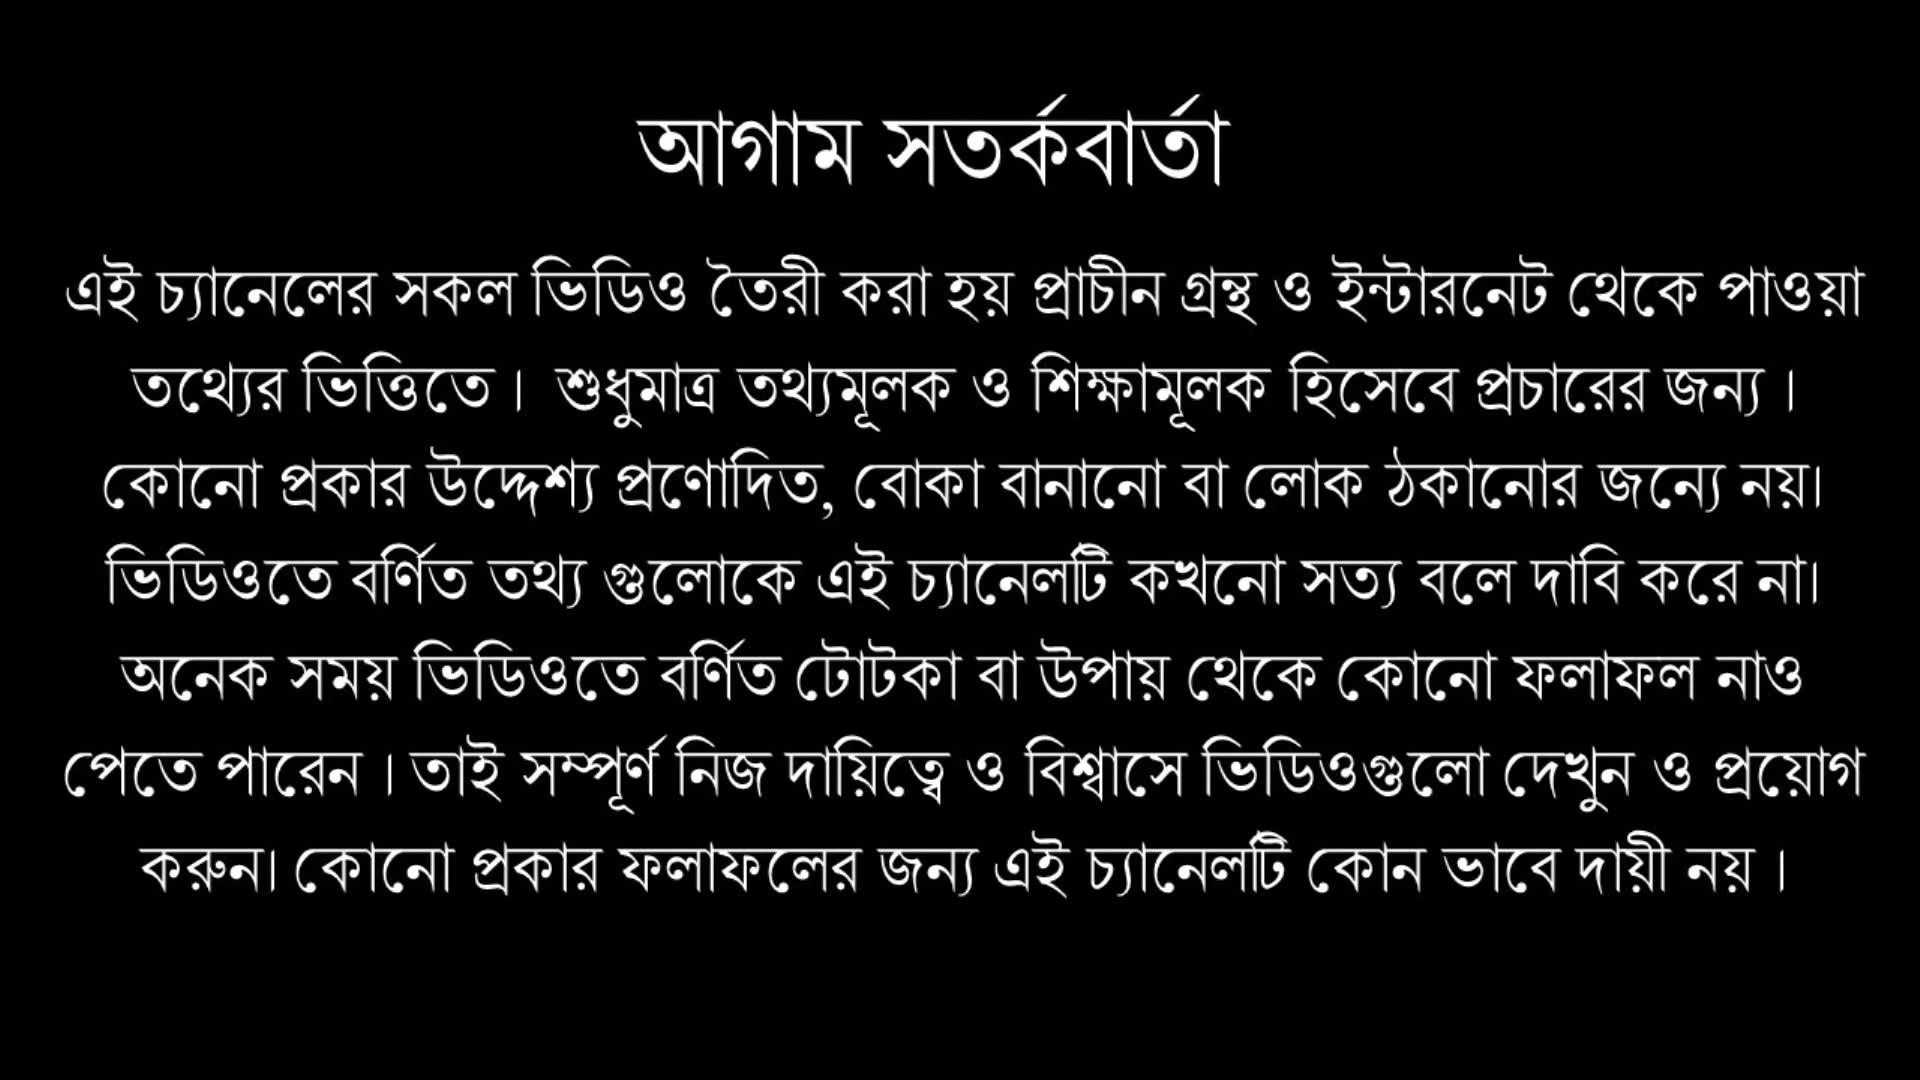 আগাম সতর্কবার্তা
এই চ্যানেলের সকল ভিডিও তৈরী করা হয় প্রাচীন গ্রন্থ ও ইন্টারনেট থেকে পাওয়া
তথ্যের ভিত্তিতে। শুধুমাত্র তথ্যমূলক ও শিক্ষামূলক হিসেবে প্রচারের জন্য ।
কোনো প্রকার উদ্দেশ্য প্রণোদিত, বোকা বানানো বা লোক ঠকানোর জন্যে নয়।
ভিডিওতে বর্ণিত তথ্য গুলোকে এই চ্যানেলটি কখনো সত্য বলে দাবি করে না।
অনেক সময় ভিডিওতে বর্ণিত টোটকা বা উপায় থেকে কোনো ফলাফল নাও
পেতে পারেন । তাই সম্পূর্ণ নিজ দায়িত্বে ও বিশ্বাসে ভিডিওগুলো দেখুন ও প্রয়োগ
করুন। কোনো প্রকার ফলাফলের জন্য এই চ্যানেলটি কোন ভাবে দায়ী নয় ।